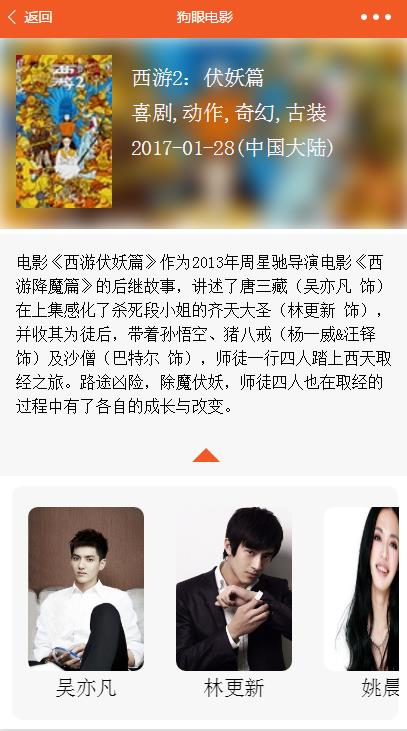 返回
狗眼电影
西游2：伏妖篇
喜剧,动作,奇幻,古装
2017-01-28(中国大陆)
电影《西游伏妖篇》作为2013年周星驰导演电影《西
游降魔篇》的后继故事，讲述了唐三藏（吴亦凡 饰）
在上集感化了杀死段小姐的齐天大圣（林更新 饰），
并收其为徒后，带着孙悟空、猪八戒（杨一威&汪铎
饰）及沙僧（巴特尔 饰），师徒一行四人踏上西天取
经之旅。路途凶险，除魔伏妖，师徒四人也在取经的
过程中有了各自的成长与改变。
吴亦凡
林更新
姚晨